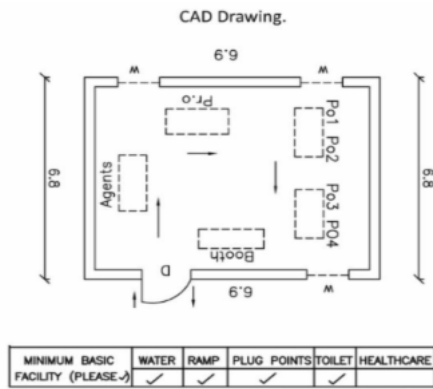 CAD Drawing.
6.9
W
W
Pr.o
Po1 Po2
6.8
6.8
Agents
Po3 PO4
Booth
D
W
6.9
MINIMUM BASIC FACILITY (PLEASE✓) WATER RAMP PLUG POINTS TOILET HEALTHCARE
✓ ✓ ✓ ✓